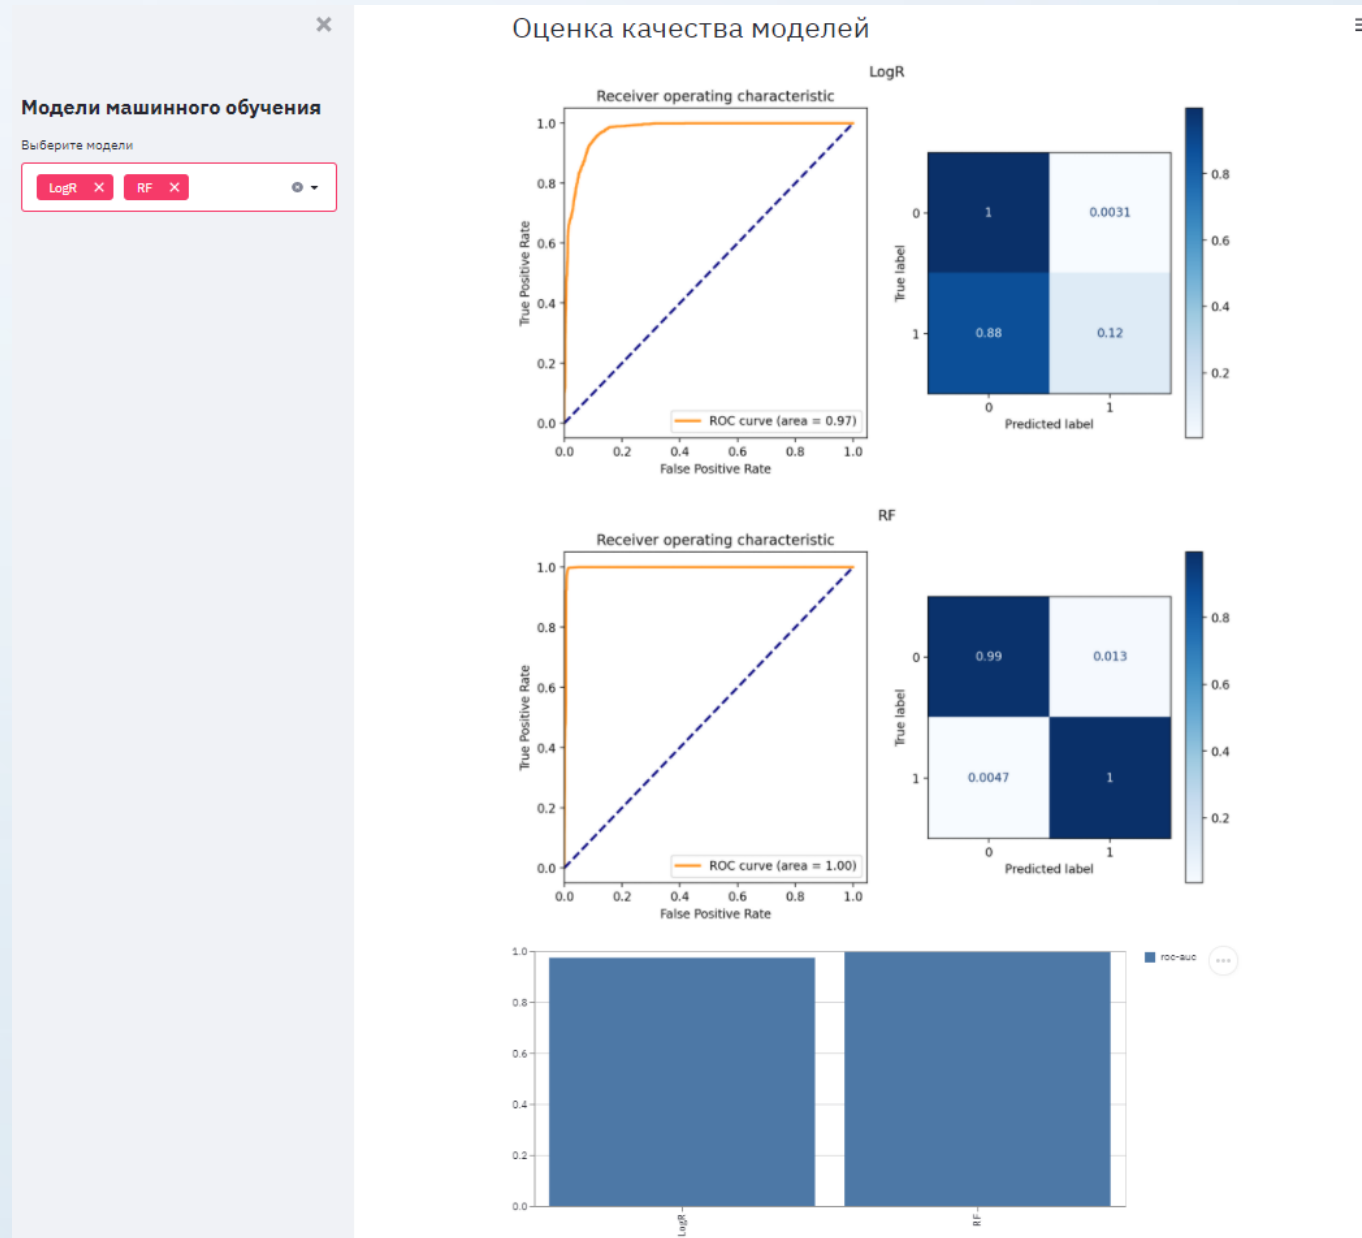 Оценка качества моделей
Модели машинного обучения
Выберите модели
LogR
RF
LogR
Receiver operating characteristic
1.0
0.8
0.6
0.4
0.2
0.0
True Positive Rate
ROC curve (area = 0.97)
0.0 0.2 0.4 0.6 0.8 1.0
False Positive Rate
True label
0
1
1 0.0031
0.88 0.12
0 1
Predicted label
0.8
0.6
0.4
0.2
RF
Receiver operating characteristic
1.0
0.8
0.6
0.4
0.2
0.0
True Positive Rate
ROC curve (area = 1.00)
0.0 0.2 0.4 0.6 0.8 1.0
False Positive Rate
True label
0
1
0.99 0.013
0.0047 1
0 1
Predicted label
0.8
0.6
0.4
0.2
1.0
0.8
0.6
0.4
0.2
0.0
LogR
RF
roc-auc